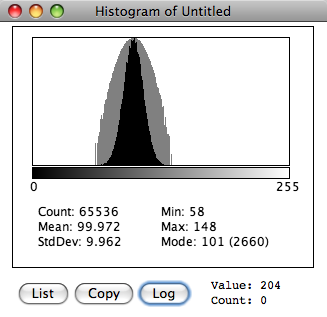 Histogram of Untitled
0 255
Count: 65536 Min: 58
Mean: 99.972 Max: 148
StdDev: 9.962 Mode: 101 (2660)
List Copy Log Value: 204
Count: 0